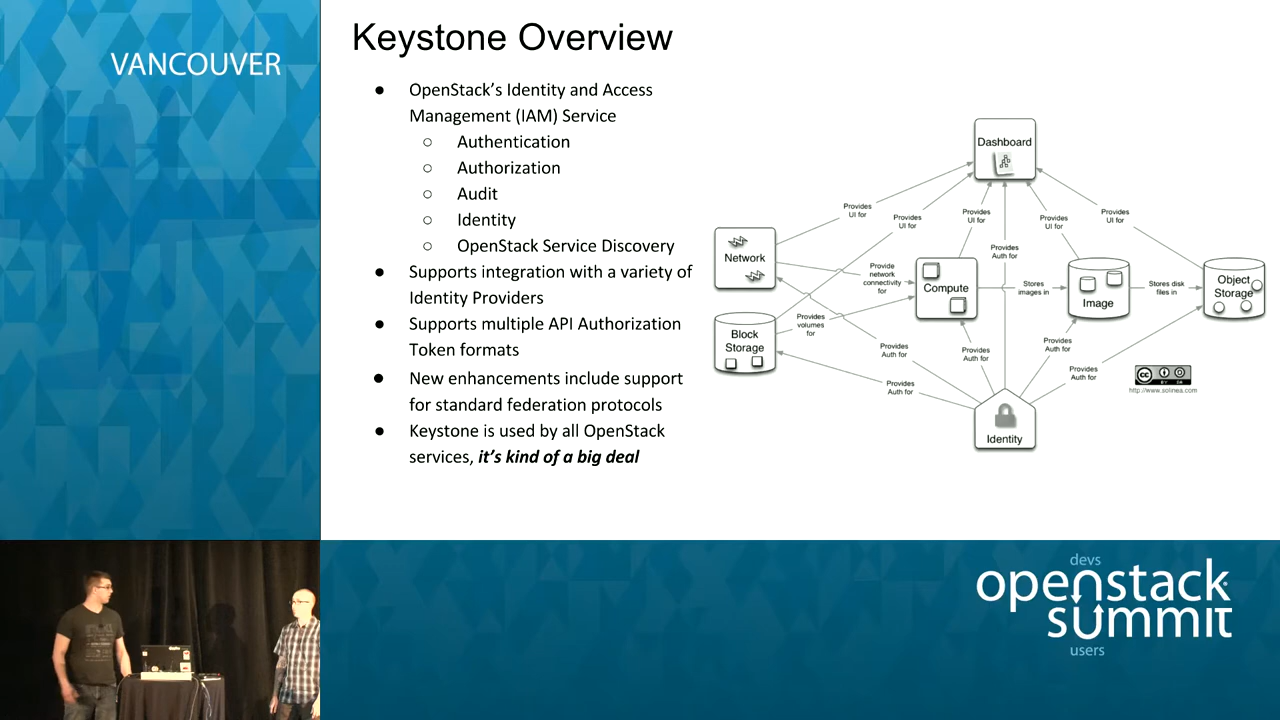 VANCOUVER
Keystone Overview
● OpenStack's Identity and Access
Management (IAM) Service
○ Authentication
○ Authorization
○ Audit
○ Identity
○ OpenStack Service Discovery
● Supports integration with a variety of
Identity Providers
● Supports multiple API Authorization
Token formats
● New enhancements include support
for standard federation protocols
● Keystone is used by all OpenStack
services, it's kind of a big deal
Dashboard
Provides
UI for
Provides
UI for
Provides
UI for
Provides
UI for
Provides
UI for
Provides
Auth for
Network
Provide
network
connectivity
for
Compute
Stores
images in
Image
Stores disk
files in
Object
Storage
Block
Storage
Provides
volumes
for
Provides
Auth for
Provides
Auth for
Provides
Auth for
Provides
Auth for
Provides
Auth for
Identity
cc
BY
SA
http://www.solinea.com
devs
openstack
summit
users